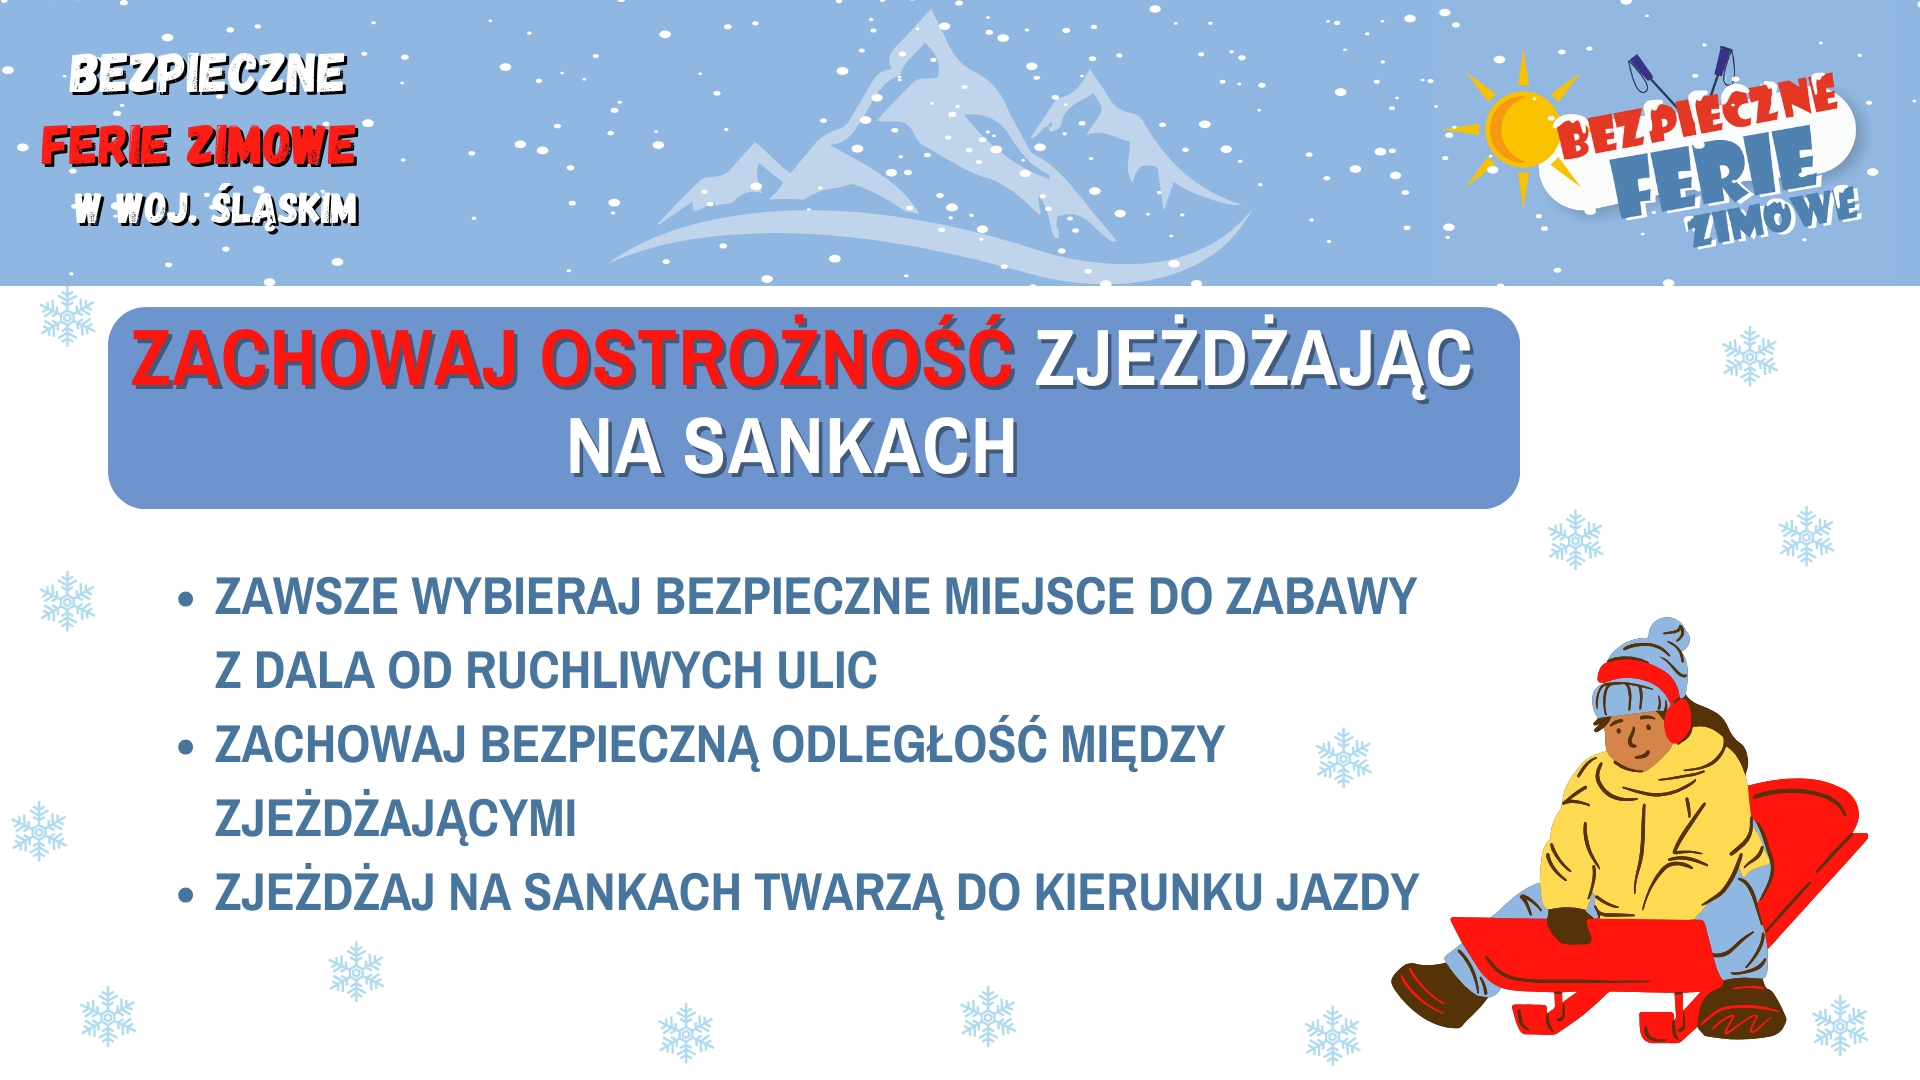 BEZPIECZNE
FERIE ZIMOWE
W WOJ. ŚLĄSKIM
BEZPIECZNE
FERIE
ZIMOWE
ZACHOWAJ OSTROŻNOŚĆ ZJEŻDŻAJĄC
NA SANKACH
• ZAWSZE WYBIERAJ BEZPIECZNE MIEJSCE DO ZABAWY
Z DALA OD RUCHLIWYCH ULIC
• ZACHOWAJ BEZPIECZNĄ ODLEGŁOŚĆ MIĘDZY
ZJEŻDŻAJĄCYMI
• ZJEŻDŻAJ NA SANKACH TWARZĄ DO KIERUNKU JAZDY